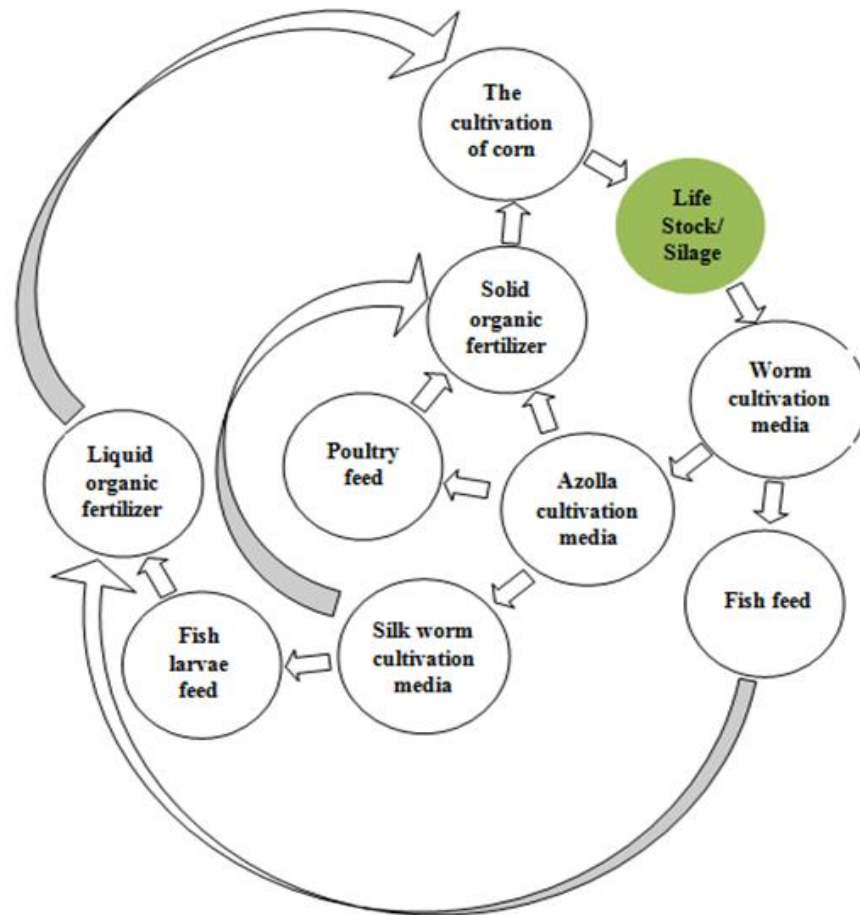 The
cultivation
of corn
Life
Stock/
Silage
Solid
organic
fertilizer
Worm
cultivation
media
Poultry
feed
Liquid
organic
fertilizer
Azolla
cultivation
media
Fish feed
Silk worm
cultivation
media
Fish
larvae
feed